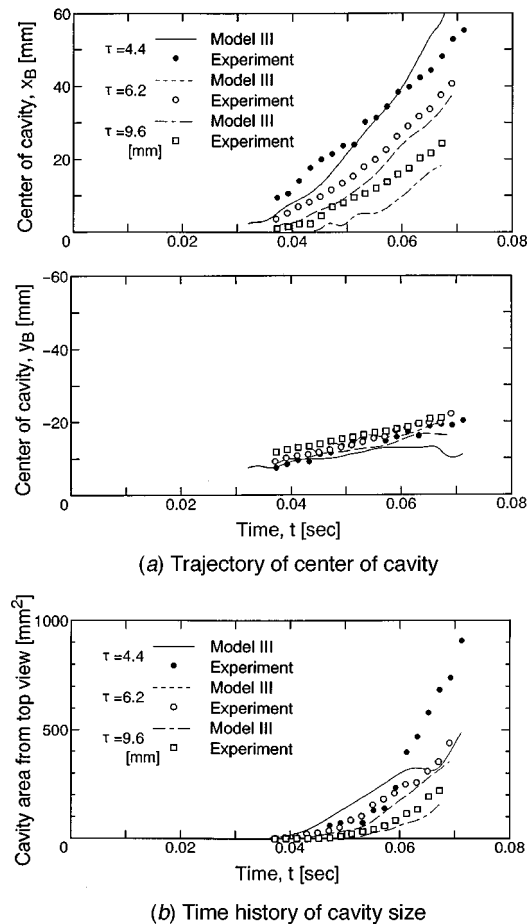 Center of cavity, xB [mm]
60
40
20
0
τ =4.4
Model III
Experiment
τ =6.2
Model III
Experiment
τ =9.6
[mm]
Model III
Experiment
0
0.02
0.04
0.06
0.08
Center of cavity, yB [mm]
-60
-40
-20
0
0
0.02
0.04
0.06
0.08
Time, t [sec]
(a) Trajectory of center of cavity
Cavity area from top view [mm²]
1000
500
0
τ =4.4
Model III
Experiment
τ =6.2
Model III
Experiment
τ =9.6
[mm]
Model III
Experiment
0
0.02
0.04
0.06
0.08
Time, t [sec]
(b) Time history of cavity size